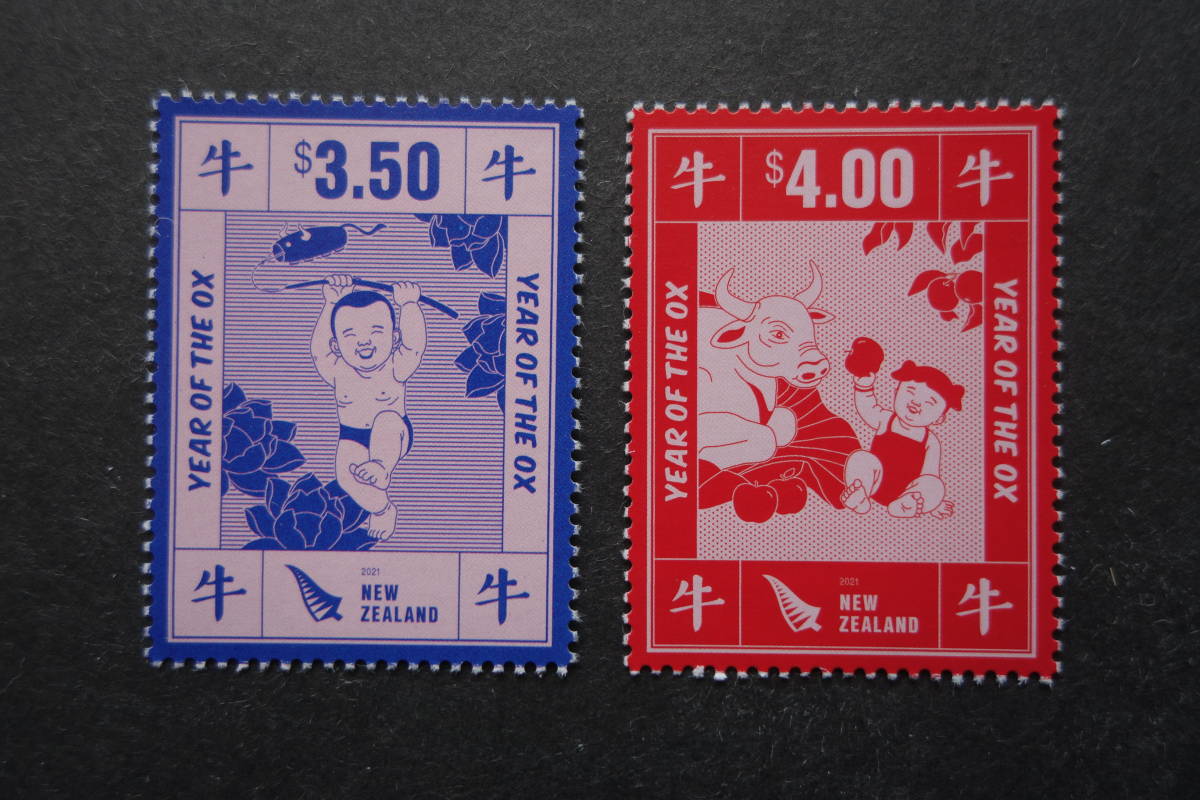 牛 $3.50 牛
YEAR OF THE OX
YEAR OF THE OX
牛 2021 牛
NEW
ZEALAND
牛 $4.00 牛
YEAR OF THE OX
YEAR OF THE OX
牛 2021 牛
NEW
ZEALAND